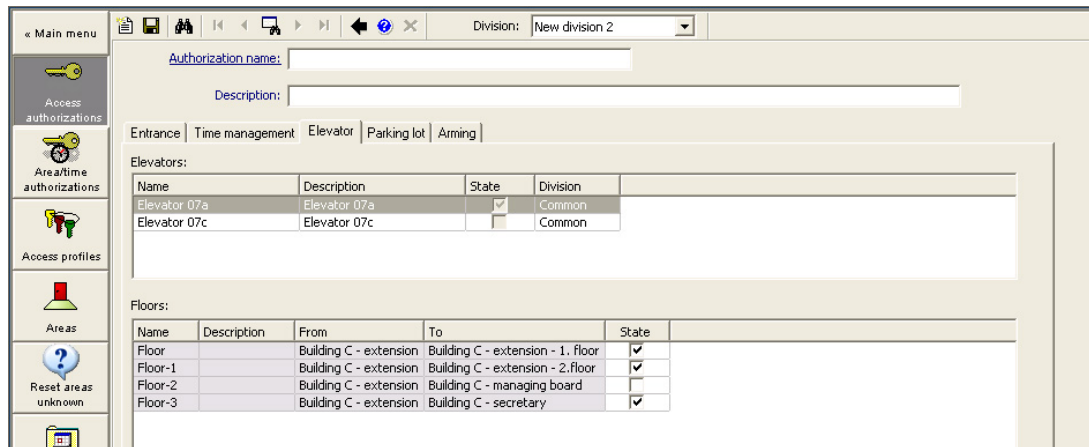 « Main menu
Division: New division 2
Authorization name:
Access
authorizations
Description:
Entrance Time management Elevator Parking lot Arming
Area/time
authorizations
Elevators:
Name Description State Division
Elevator 07a Elevator 07a Common
Elevator 07c Elevator 07c Common
Access profiles
Floors:
Areas
Name Description From To State
Floor Building C - extension Building C - extension - 1. floor
Floor-1 Building C - extension Building C - extension - 2.floor
Floor-2 Building C - extension Building C - managing board
Floor-3 Building C - extension Building C - secretary
Reset areas
unknown